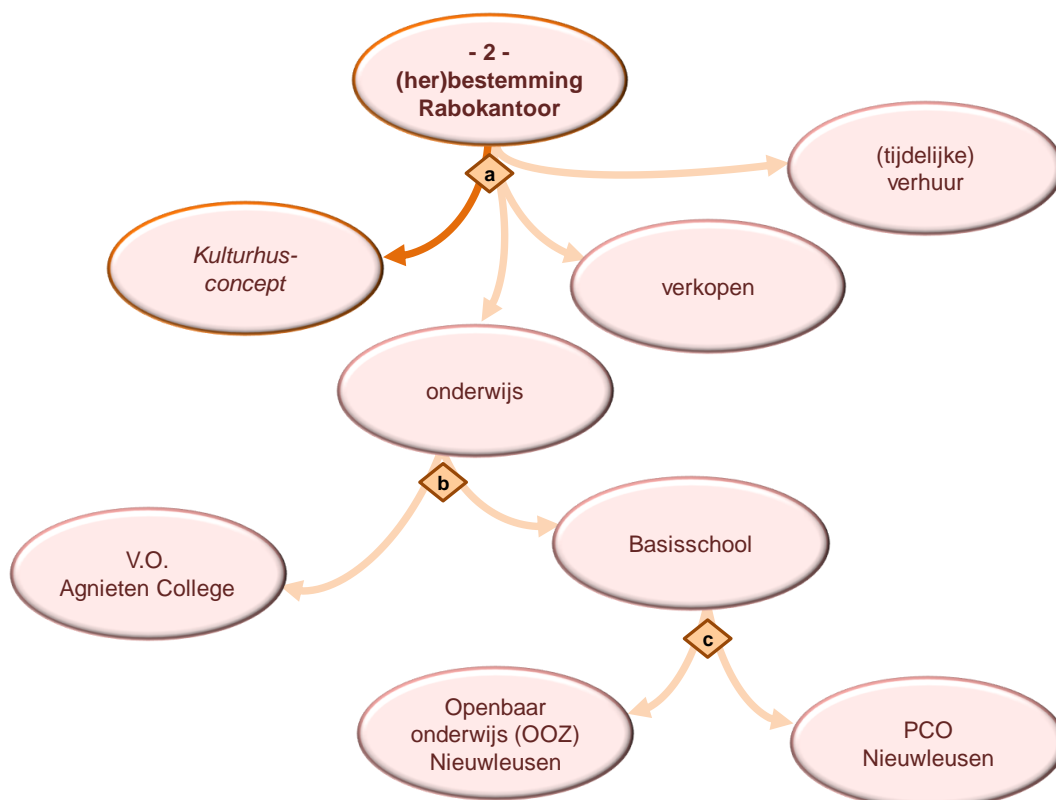 - 2 -
(her)bestemming
Rabokantoor
(tijdelijke)
verhuur
a
Kulturhus-
concept
verkopen
onderwijs
b
Basisschool
V.O.
Agnieten College
c
Openbaar
onderwijs (OOZ)
Nieuwleusen
PCO
Nieuwleusen